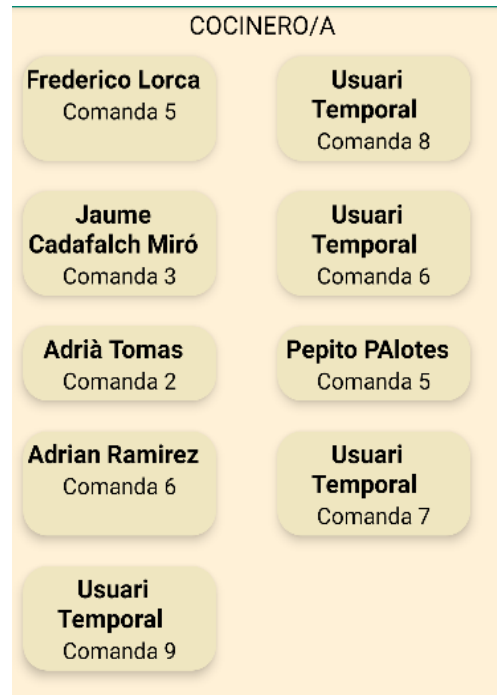 COCINERO/A
Frederico Lorca
Comanda 5
Usuari
Temporal
Comanda 8
Jaume
Cadafalch Miró
Comanda 3
Usuari
Temporal
Comanda 6
Adrià Tomas
Comanda 2
Pepito PAlotes
Comanda 5
Adrian Ramirez
Comanda 6
Usuari
Temporal
Comanda 7
Usuari
Temporal
Comanda 9